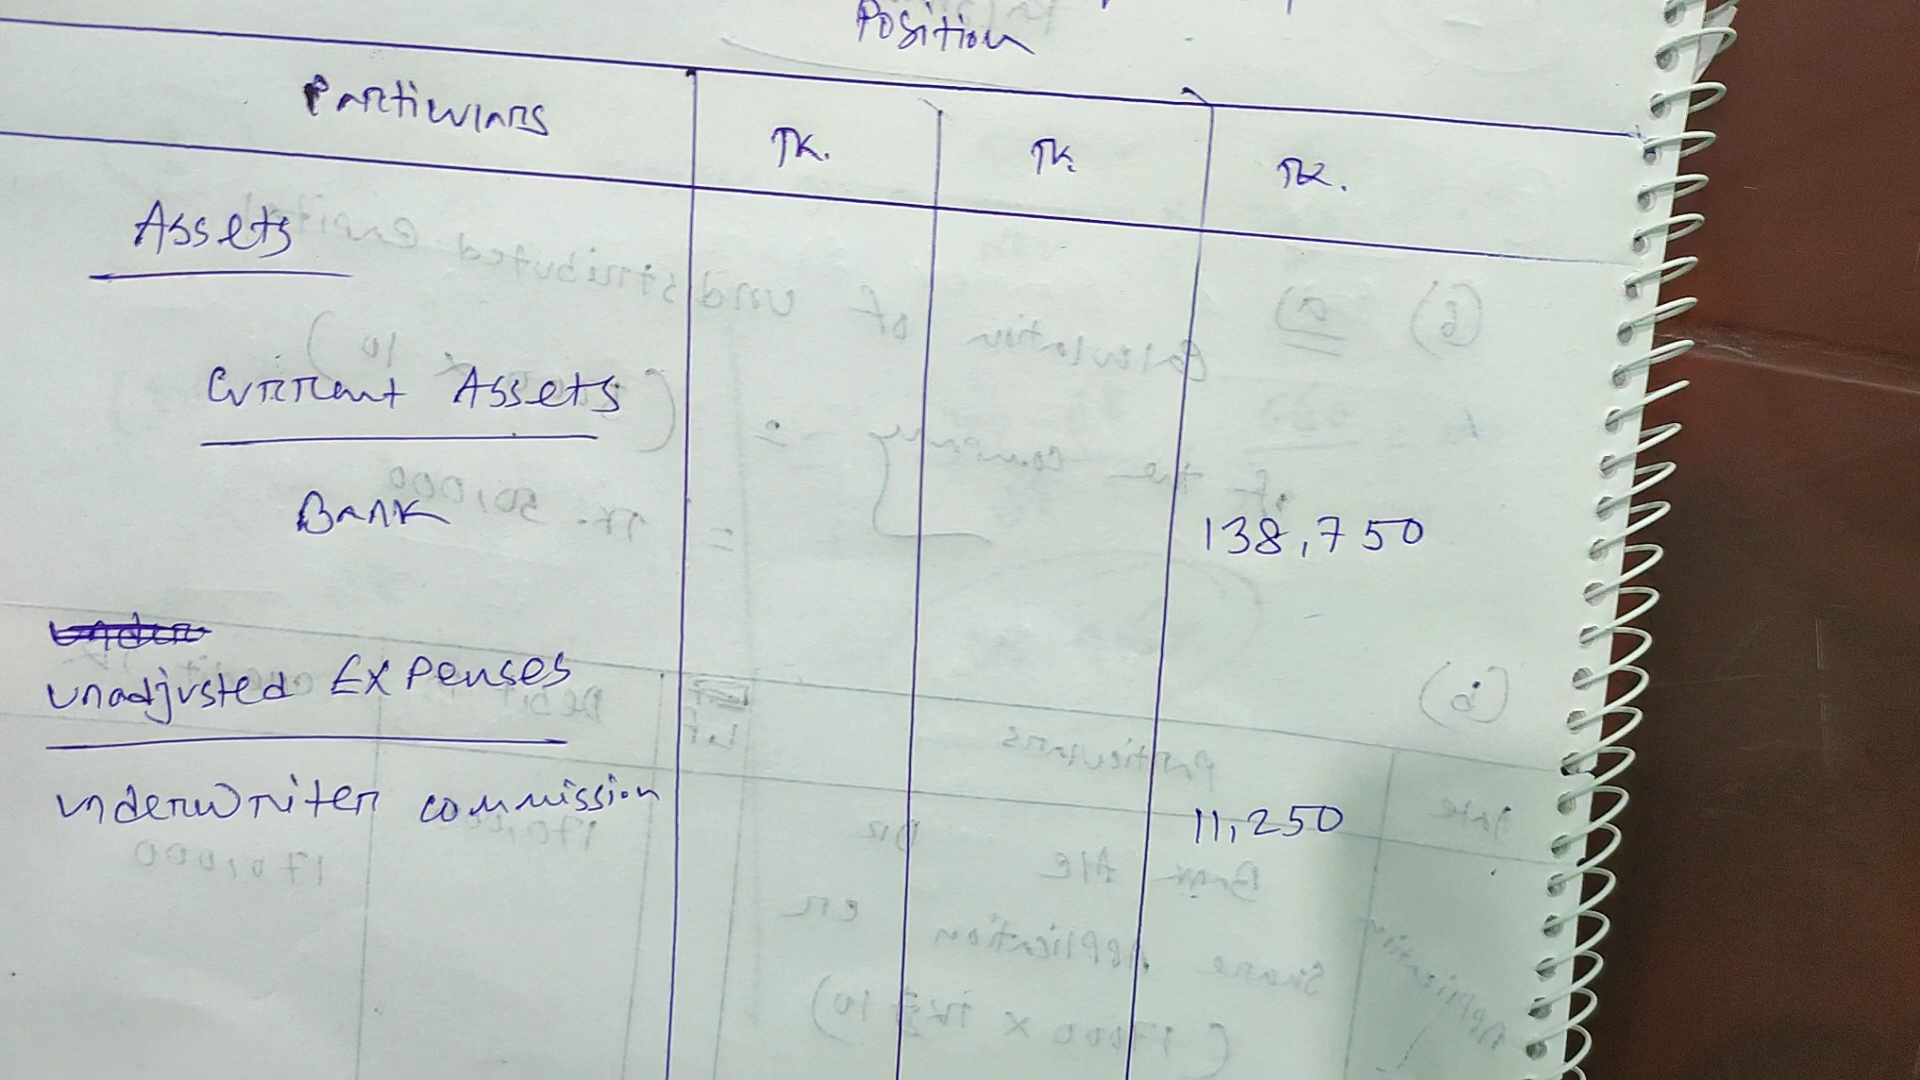 Position
Particulars Tk. Tk. Tk.
Assets
Current Assets
Bank 138,750
unadjusted Expenses
underwriter commission 11,250